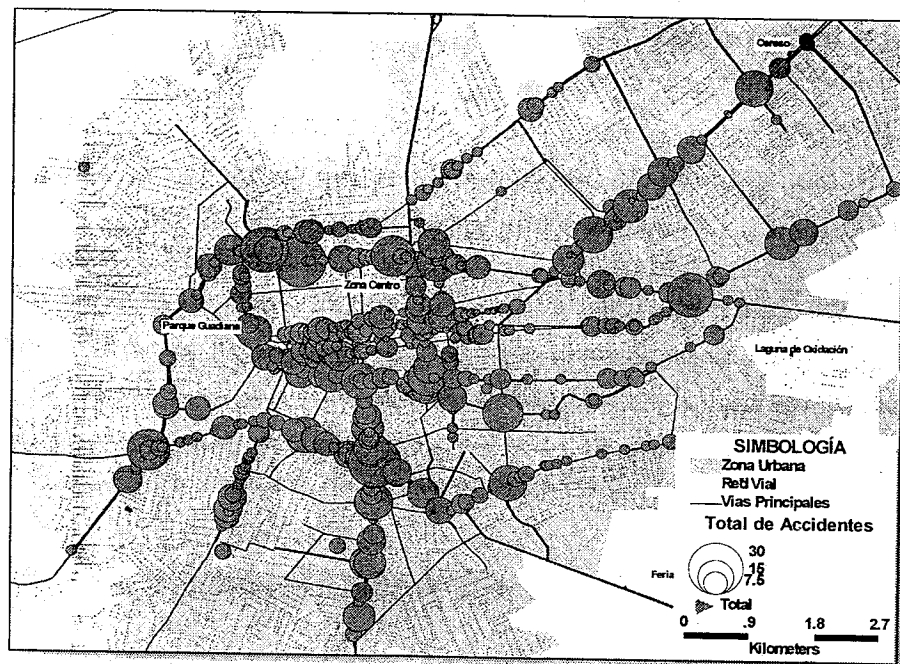 Cereso
Zona Centro
Parque Guadiana
Laguna de Oxidación
SIMBOLOGÍA
Zona Urbana
Red Vial
Vias Principales
Total de Accidentes
30
15
7.5
Feria
Total
0 .9 1.8 2.7
Kilometers